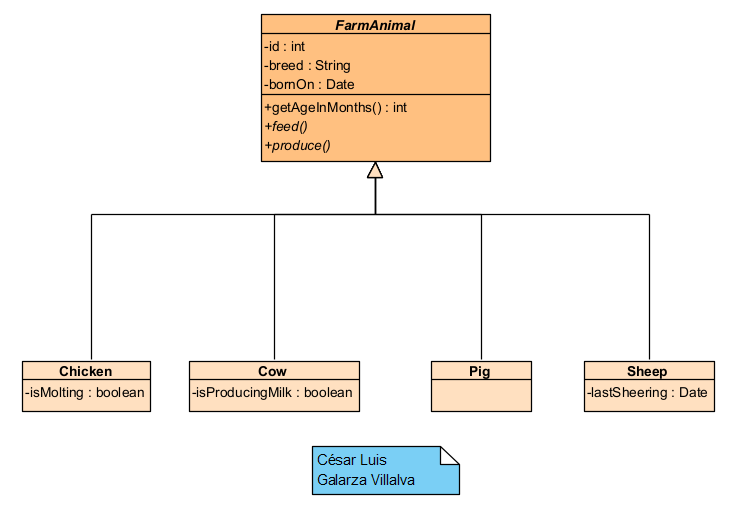 FarmAnimal
-id : int
-breed : String
-bornOn : Date
+getAgeInMonths() : int
+feed()
+produce()
Chicken
-isMolting : boolean
Cow
-isProducingMilk : boolean
Pig
Sheep
-lastSheering : Date
César Luis
Galarza Villalva